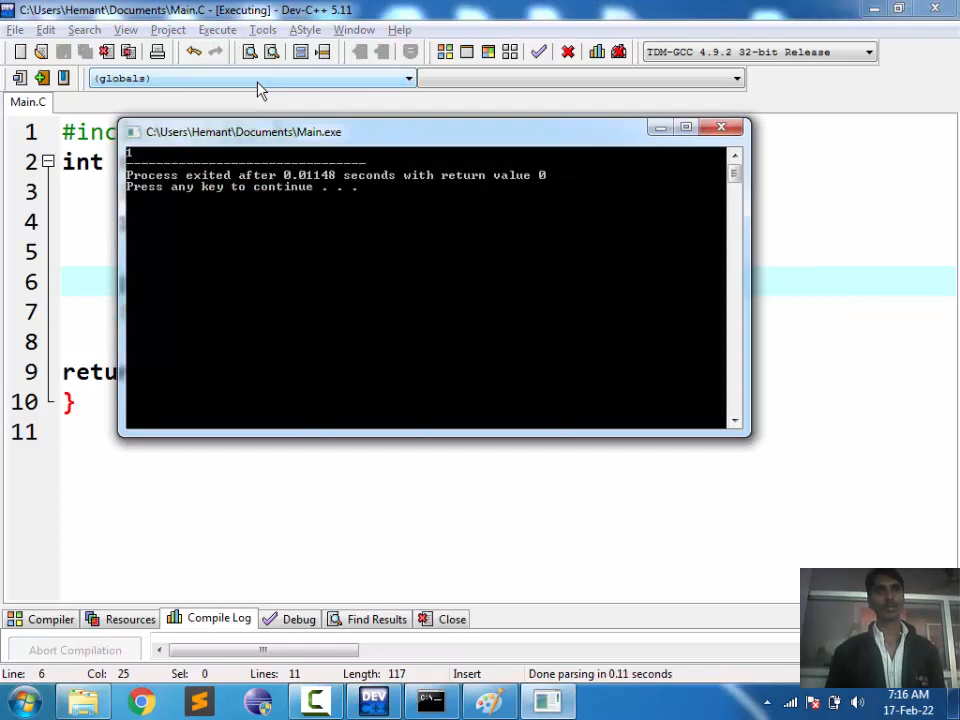 C:\Users\Hemant\Documents\Main.C - [Executing] - Dev-C++ 5.11
File Edit Search View Project Execute Tools AStyle Window Help
TDM-GCC 4.9.2 32-bit Release
(globals)
Main.C
C:\Users\Hemant\Documents\Main.exe
1
--------------------------------
Process exited after 0.01148 seconds with return value 0
Press any key to continue . . .
1 #inc
2 int
3
4
5
6
7
8
9 retu
10 }
11
Compiler Resources Compile Log Debug Find Results Close
Abort Compilation
Line: 6 Col: 25 Sel: 0 Lines: 11 Length: 117 Insert Done parsing in 0.11 seconds
DEV
7:16 AM
17-Feb-22